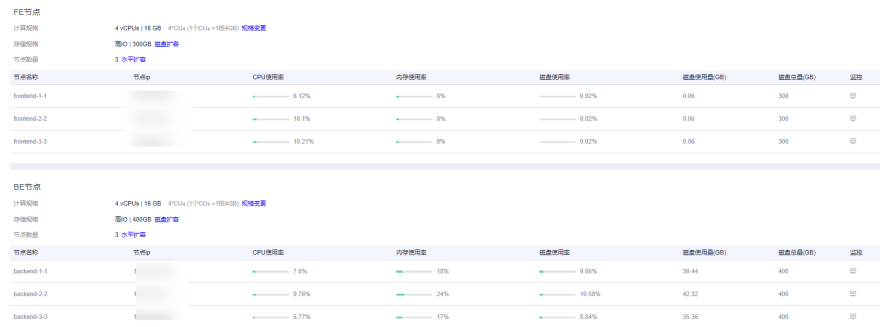 FE节点
计算规格 4 vCPUs | 16 GB 4*CU₄ (1个CU₄ =1核4GB) 规格变更
存储规格 高IO | 300GB 磁盘扩容
节点数量 3 水平扩容
节点名称 节点ip CPU使用率 内存使用率 磁盘使用率 磁盘使用量(GB) 磁盘总量(GB) 监控
frontend-1-1 6.12% 8% 0.02% 0.06 300
frontend-2-2 10.1% 8% 0.02% 0.06 300
frontend-3-3 10.21% 8% 0.02% 0.06 300
BE节点
计算规格 4 vCPUs | 16 GB 4*CU₄ (1个CU₄ =1核4GB) 规格变更
存储规格 高IO | 400GB 磁盘扩容
节点数量 3 水平扩容
节点名称 节点ip CPU使用率 内存使用率 磁盘使用率 磁盘使用量(GB) 磁盘总量(GB) 监控
backend-1-1 7.8% 18% 9.86% 39.44 400
backend-2-2 9.76% 24% 10.58% 42.32 400
backend-3-3 6.77% 17% 8.84% 35.36 400